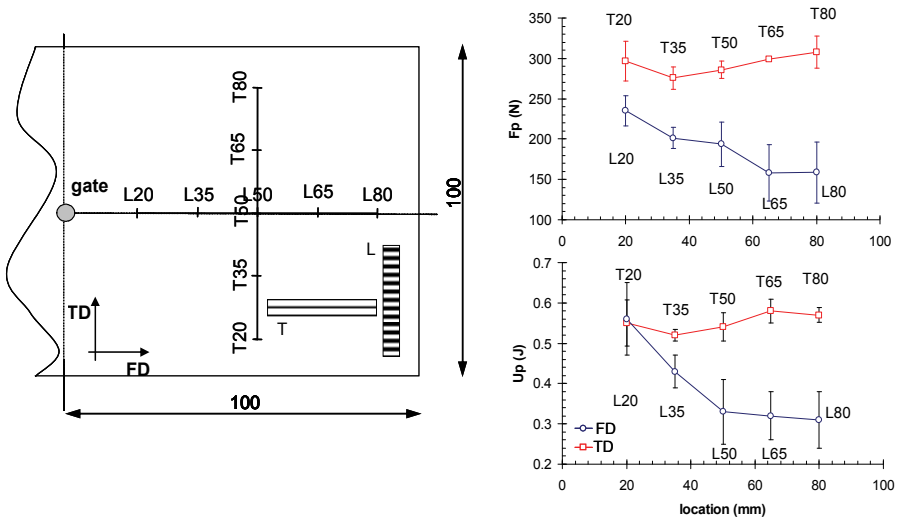 gate
L20
L35
L50
L65
L80
T80
T65
T50
T35
T20
L
T
TD
FD
100
100
Fp (N)
350
300
250
200
150
100
0
20
40
60
80
100
T20
T35
T50
T65
T80
L20
L35
L50
L65
L80
Up (J)
0.7
0.6
0.5
0.4
0.3
0.2
0
20
40
60
80
100
T20
T35
T50
T65
T80
L20
L35
L50
L65
L80
FD
TD
location (mm)